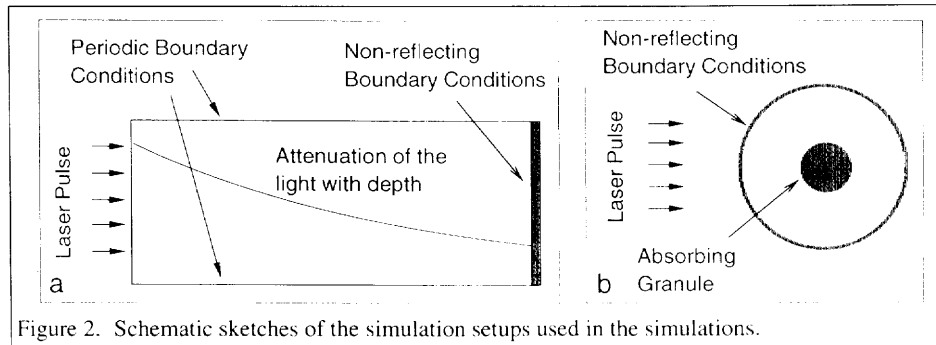 Periodic Boundary
Conditions
Non-reflecting
Boundary Conditions
Laser Pulse
Attenuation of the
light with depth
a
Non-reflecting
Boundary Conditions
Laser Pulse
Absorbing
Granule
b
Figure 2. Schematic sketches of the simulation setups used in the simulations.